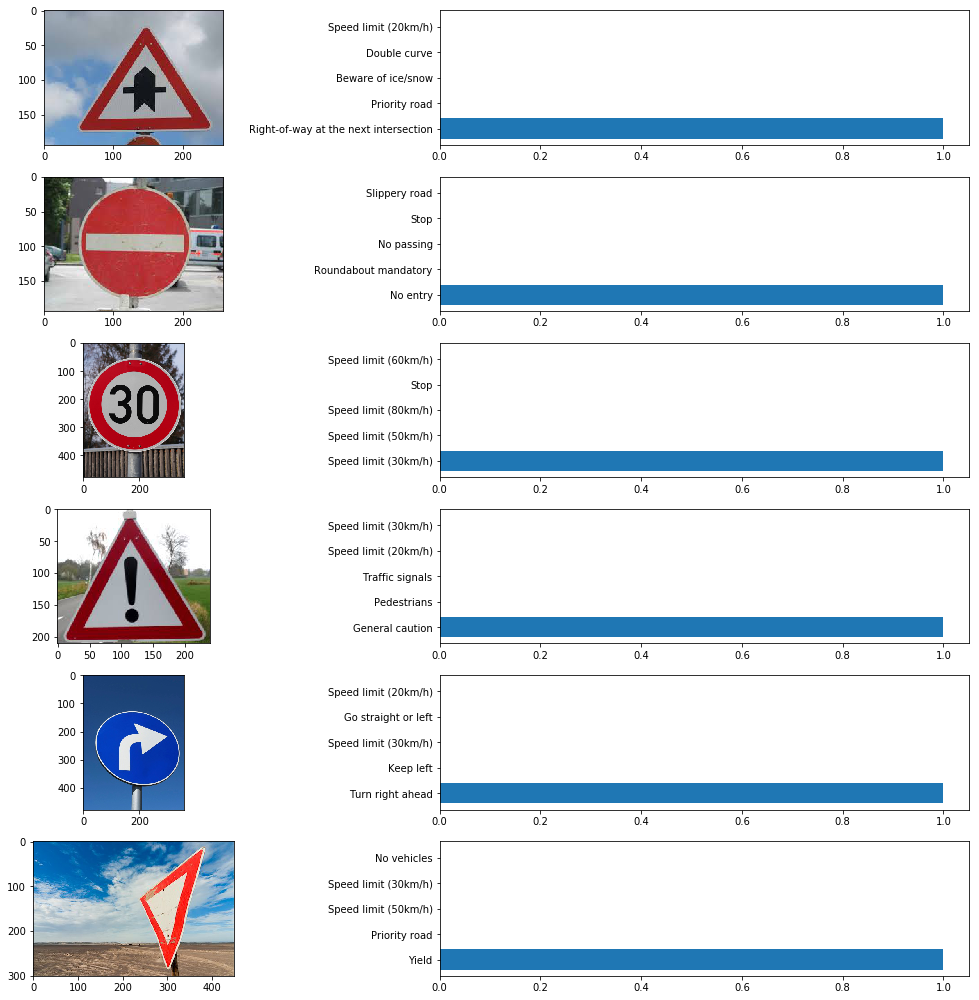 0
50
100
150
0 200
Speed limit (20km/h)
Double curve
Beware of ice/snow
Priority road
Right-of-way at the next intersection
0.0 0.2 0.4 0.6 0.8 1.0
0
50
100
150
0 200
Slippery road
Stop
No passing
Roundabout mandatory
No entry
0.0 0.2 0.4 0.6 0.8 1.0
0
100
200
300
400
0 200
30
Speed limit (60km/h)
Stop
Speed limit (80km/h)
Speed limit (50km/h)
Speed limit (30km/h)
0.0 0.2 0.4 0.6 0.8 1.0
0
50
100
150
200
0 50 100 150 200
!
Speed limit (30km/h)
Speed limit (20km/h)
Traffic signals
Pedestrians
General caution
0.0 0.2 0.4 0.6 0.8 1.0
0
100
200
300
400
0 200
Speed limit (20km/h)
Go straight or left
Speed limit (30km/h)
Keep left
Turn right ahead
0.0 0.2 0.4 0.6 0.8 1.0
0
100
200
300
0 100 200 300 400
No vehicles
Speed limit (30km/h)
Speed limit (50km/h)
Priority road
Yield
0.0 0.2 0.4 0.6 0.8 1.0